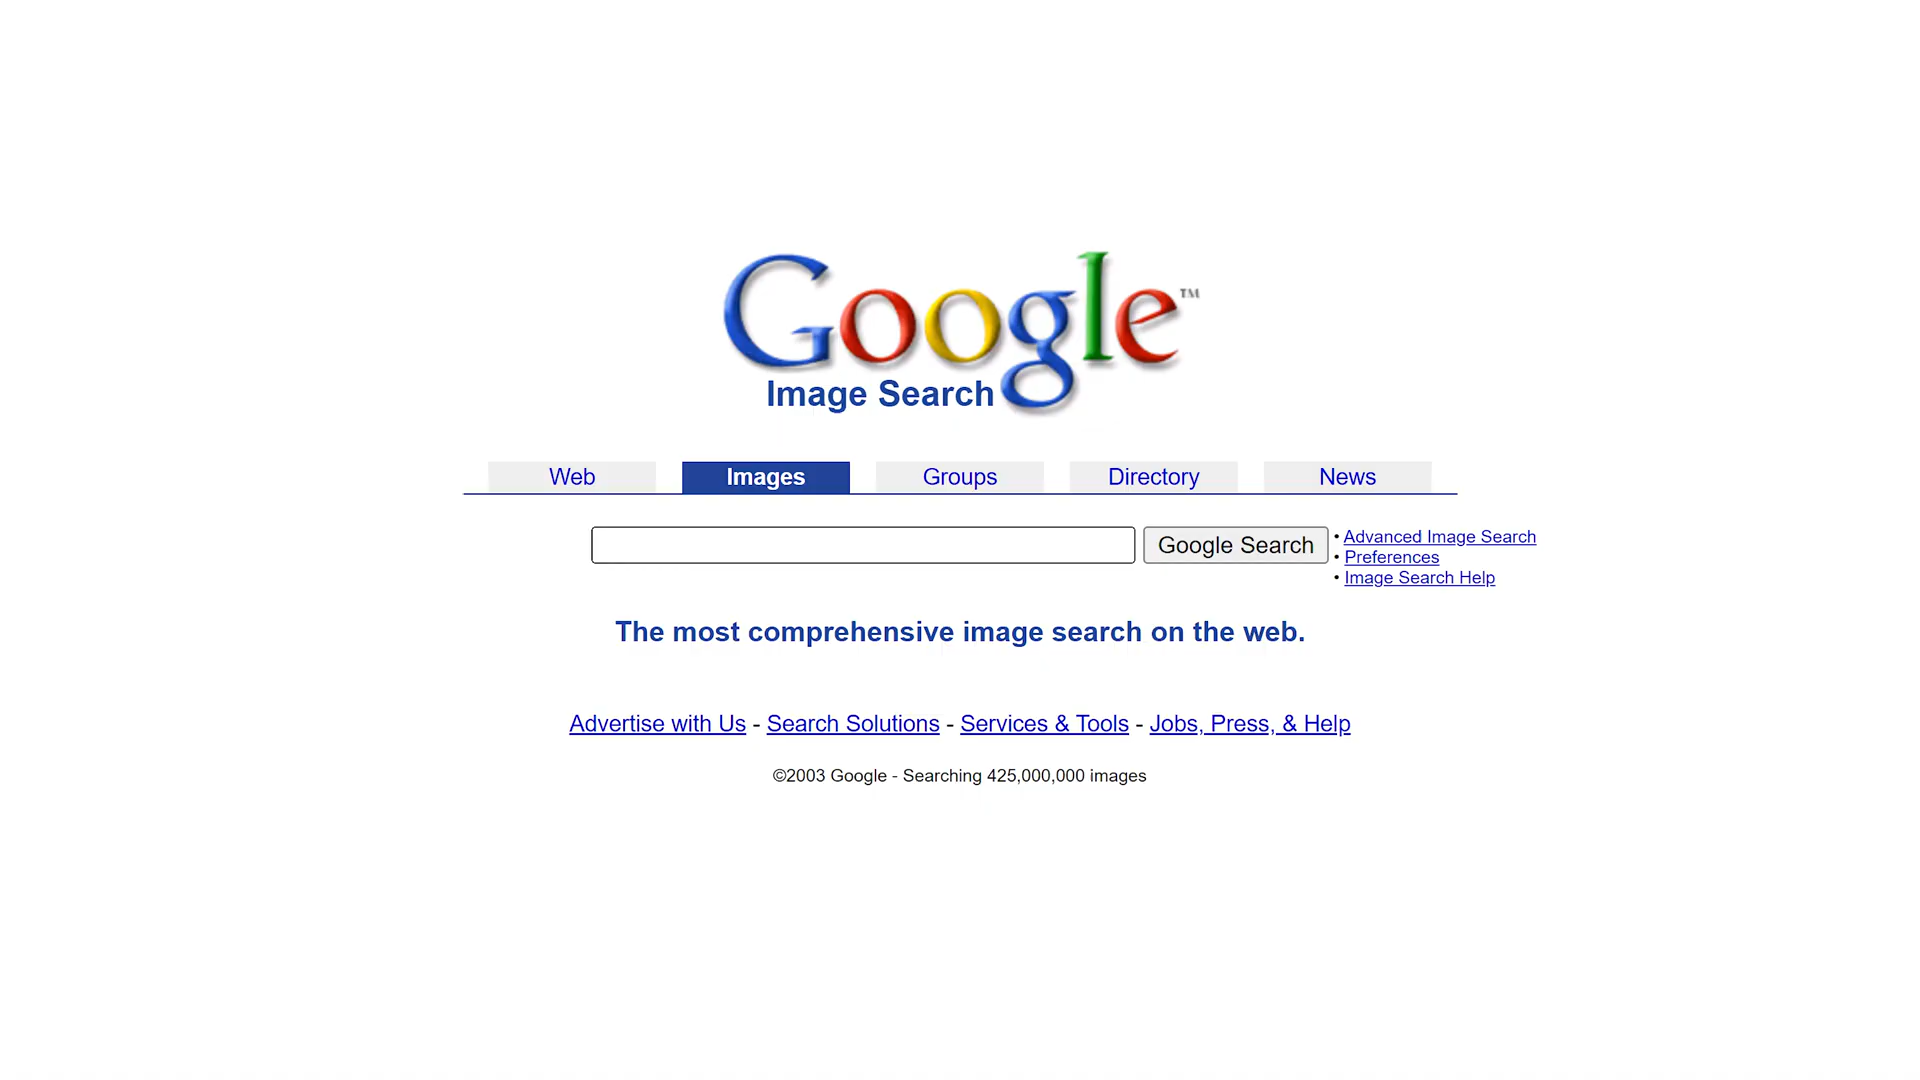 Google™
Image Search
Web Images Groups Directory News
Google Search
• Advanced Image Search
• Preferences
• Image Search Help
The most comprehensive image search on the web.
Advertise with Us - Search Solutions - Services & Tools - Jobs, Press, & Help
©2003 Google - Searching 425,000,000 images